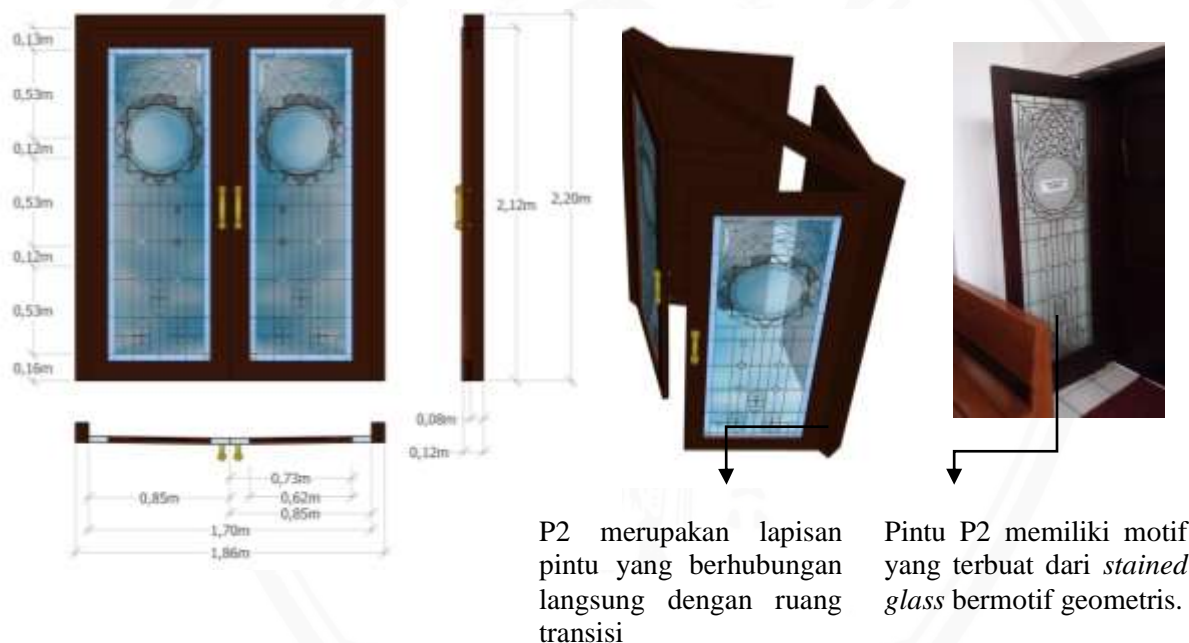 0,13m
0,53m
0,12m
0,53m
0,12m
0,53m
0,16m
2,12m
2,20m
0,08m
0,12m
0,73m
0,85m
0,62m
0,85m
1,70m
1,86m
P2 merupakan lapisan
pintu yang berhubungan
langsung dengan ruang
transisi
Pintu P2 memiliki motif
yang terbuat dari stained
glass bermotif geometris.